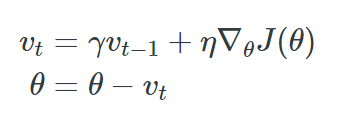 v_t = γv_{t−1} + η∇_θJ(θ)
θ = θ − v_t